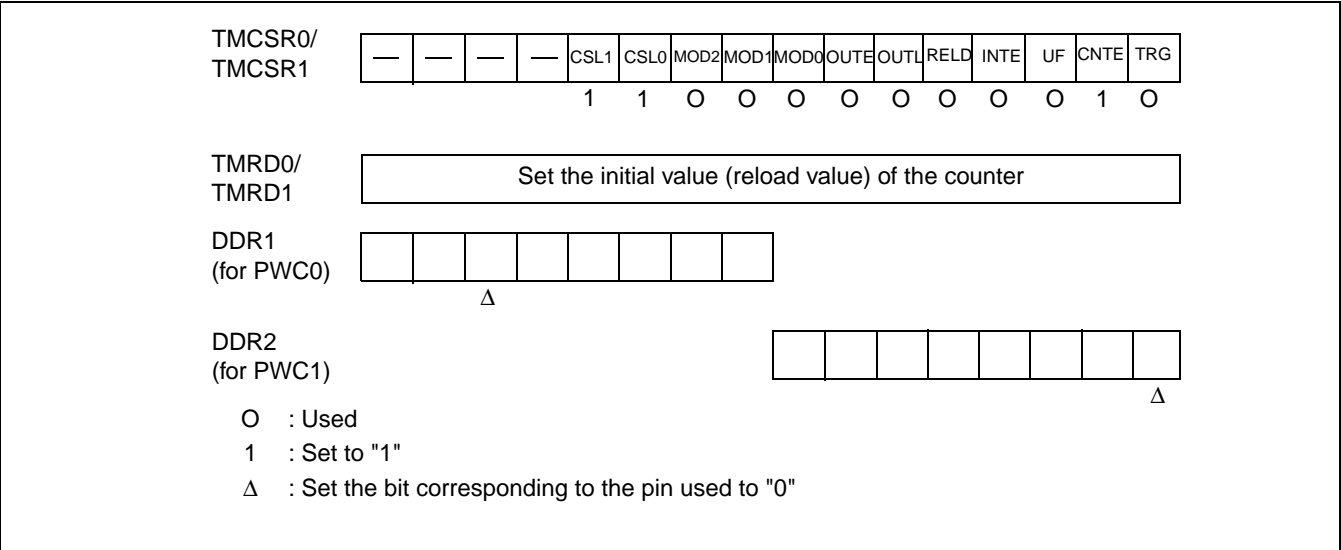 TMCSR0/
TMCSR1
— — — — CSL1 CSL0 MOD2 MOD1 MOD0 OUTE OUTL RELD INTE UF CNTE TRG
1 1 O O O O O O O O 1 O
TMRD0/
TMRD1
Set the initial value (reload value) of the counter
DDR1
(for PWC0)
Δ
DDR2
(for PWC1)
Δ
O : Used
1 : Set to "1"
Δ : Set the bit corresponding to the pin used to "0"